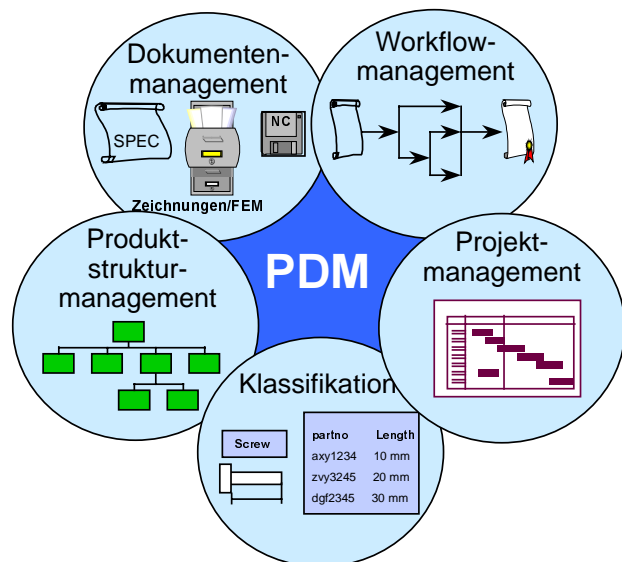 Dokumenten-
management
SPEC
NC
Zeichnungen/FEM
Workflow-
management
Produkt-
struktur-
management
PDM
Projekt-
management
Klassifikation
Screw
partno Length
axy1234 10 mm
zvy3245 20 mm
dgf2345 30 mm